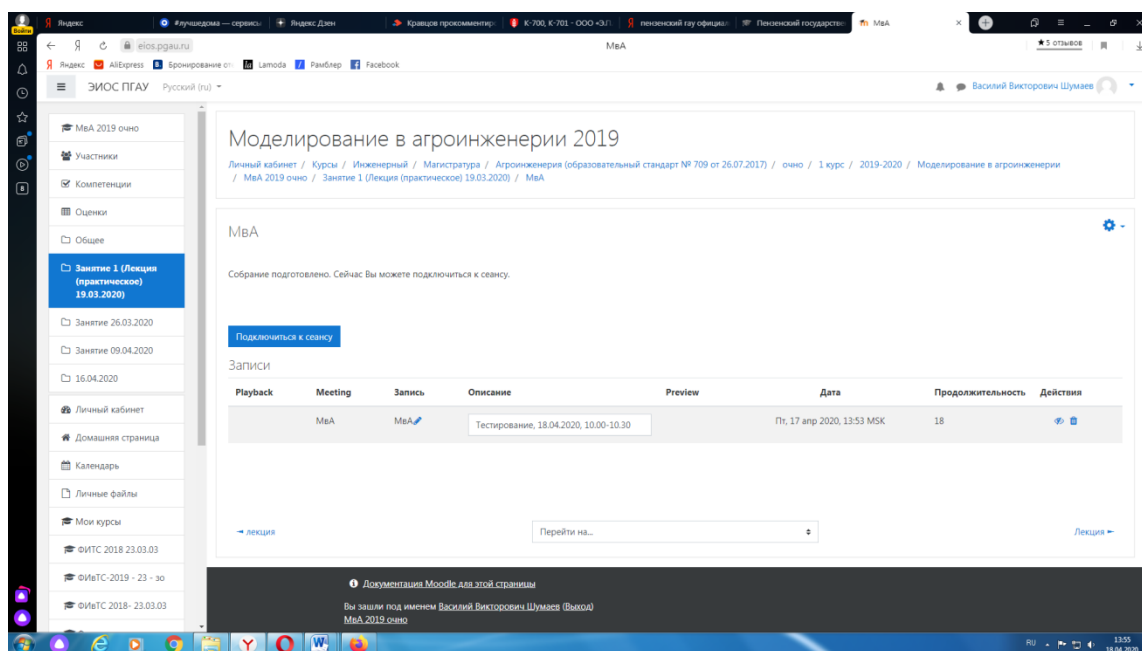 Войти
Яндекс
#лучшедома — сервисы
Яндекс.Дзен
Кравцов прокомментир
К-700, К-701 - ООО
пензенский гау официал
Пензенский государстве
МвА
eios.pgau.ru
МвА
★5 отзывов
Яндекс
AliExpress
Бронирование от
Lamoda
Рамблер
Facebook
ЭИОС ПГАУ
Русский (ru)
Василий Викторович Шумаев
МвА 2019 очно
Участники
Компетенции
Оценки
Общее
Занятие 1 (Лекция
(практическое)
19.03.2020)
Занятие 26.03.2020
Занятие 09.04.2020
16.04.2020
Личный кабинет
Домашняя страница
Календарь
Личные файлы
Мои курсы
ФИТС 2018 23.03.03
ФИвТС-2019 - 23 - зо
ФИвТС 2018- 23.03.03
Моделирование в агроинженерии 2019
Личный кабинет / Курсы / Инженерный / Магистратура / Агроинженерия (образовательный стандарт № 709 от 26.07.2017) / очно / 1 курс / 2019-2020 / Моделирование в агроинженерии
/ МвА 2019 очно / Занятие 1 (Лекция (практическое) 19.03.2020) / МвА
МвА
Собрание подготовлено. Сейчас Вы можете подключиться к сеансу.
Подключиться к сеансу
Записи
Playback Meeting Запись Описание Preview Дата Продолжительность Действия
МвА МвА Тестирование, 18.04.2020, 10.00-10.30 Пт, 17 апр 2020, 13:53 MSK 18
◄ лекция
Перейти на...
Лекция ►
Документация Moodle для этой страницы
Вы зашли под именем Василий Викторович Шумаев (Выход)
МвА 2019 очно
RU
13:55
18.04.2020